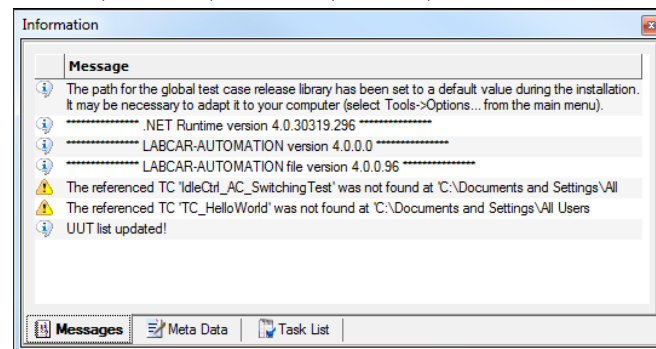 Information
Message
The path for the global test case release library has been set to a default value during the installation.
It may be necessary to adapt it to your computer (select Tools->Options... from the main menu).
*************** .NET Runtime version 4.0.30319.296 ***************
*************** LABCAR-AUTOMATION version 4.0.0.0 ***************
*************** LABCAR-AUTOMATION file version 4.0.0.96 ***************
The referenced TC 'IdleCtrl_AC_SwitchingTest' was not found at 'C:\Documents and Settings\All
The referenced TC 'TC_HelloWorld' was not found at 'C:\Documents and Settings\All Users
UUT list updated!
Messages Meta Data Task List